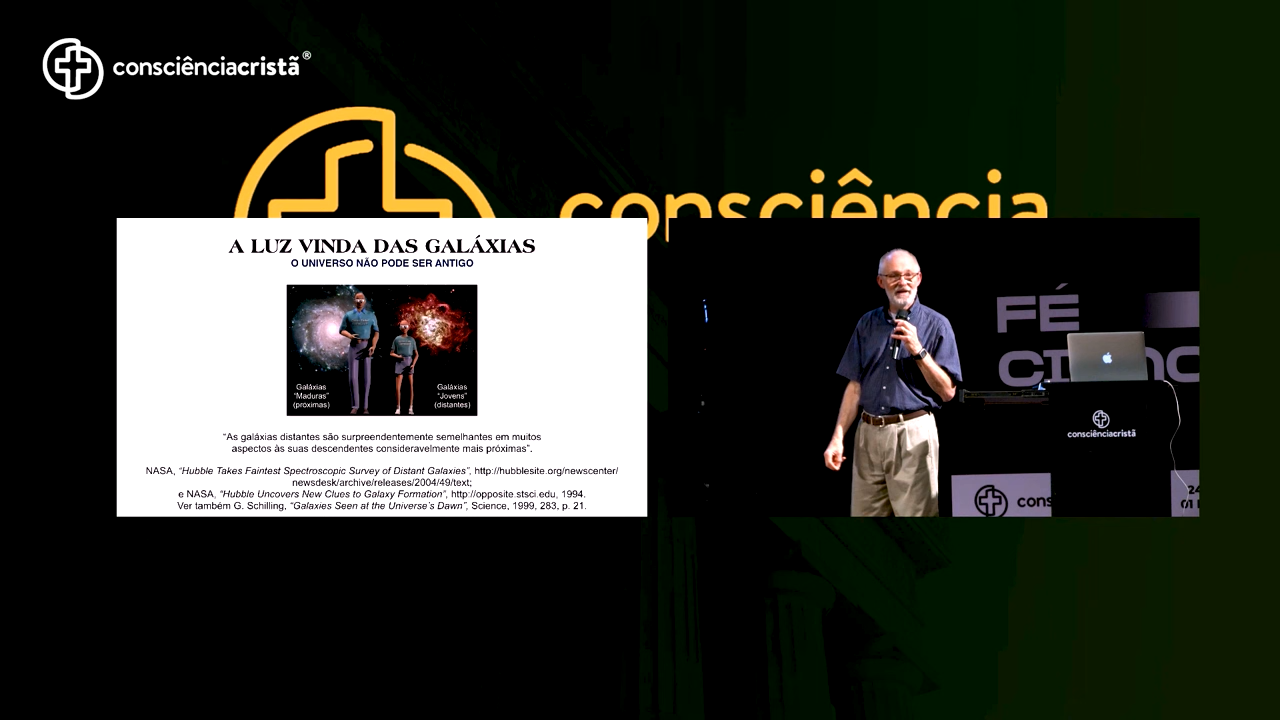 consciênciacristã®
consciência
A LUZ VINDA DAS GALÁXIAS
O UNIVERSO NÃO PODE SER ANTIGO
Galáxias
"Maduras"
(próximas)
Galáxias
"Jovens"
(distantes)
"As galáxias distantes são surpreendentemente semelhantes em muitos
aspectos às suas descendentes consideravelmente mais próximas".
NASA, "Hubble Takes Faintest Spectroscopic Survey of Distant Galaxies", http://hubblesite.org/newscenter/
newsdesk/archive/releases/2004/49/text;
e NASA, "Hubble Uncovers New Clues to Galaxy Formation", http://opposite.stsci.edu, 1994.
Ver também G. Schilling, "Galaxies Seen at the Universe's Dawn", Science, 1999, 283, p. 21.
FÉ
consciênciacristã
cons
24